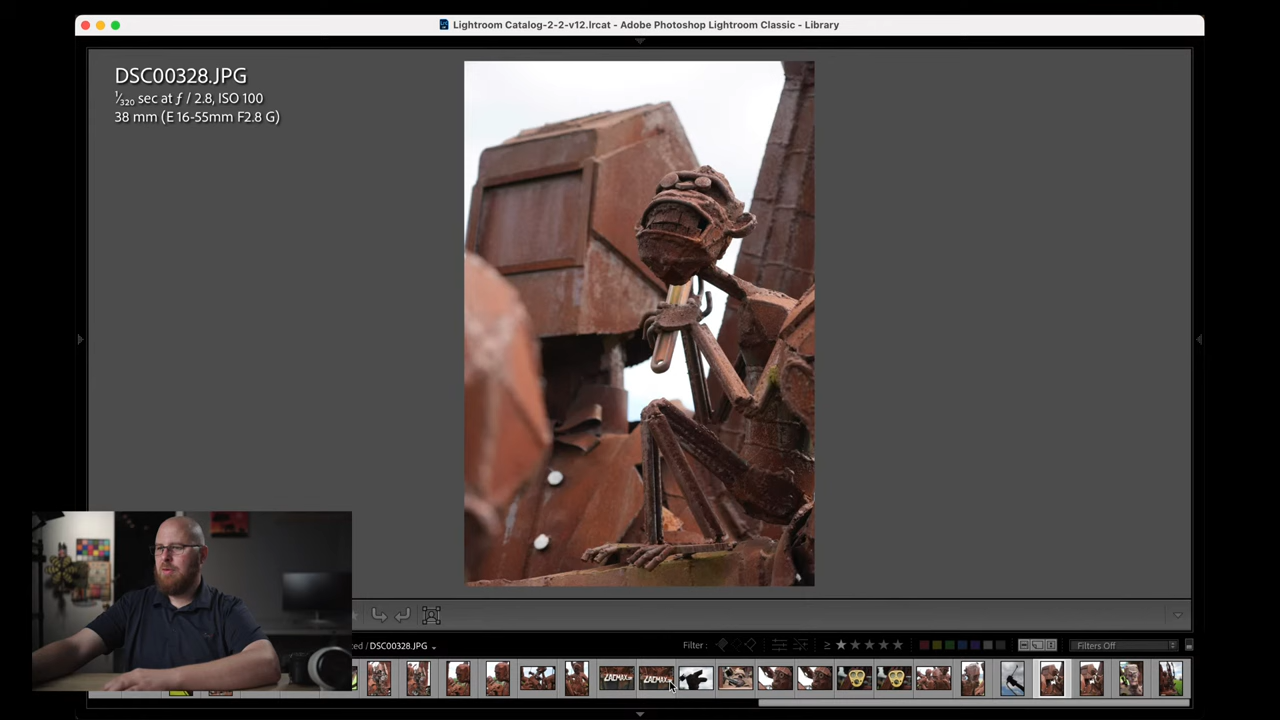 Lightroom Catalog-2-2-v12.lrcat - Adobe Photoshop Lightroom Classic - Library
DSC00328.JPG
1/320 sec at ƒ / 2.8, ISO 100
38 mm (E 16-55mm F2.8 G)
/ DSC00328.JPG
Filter:
≥
Filters Off